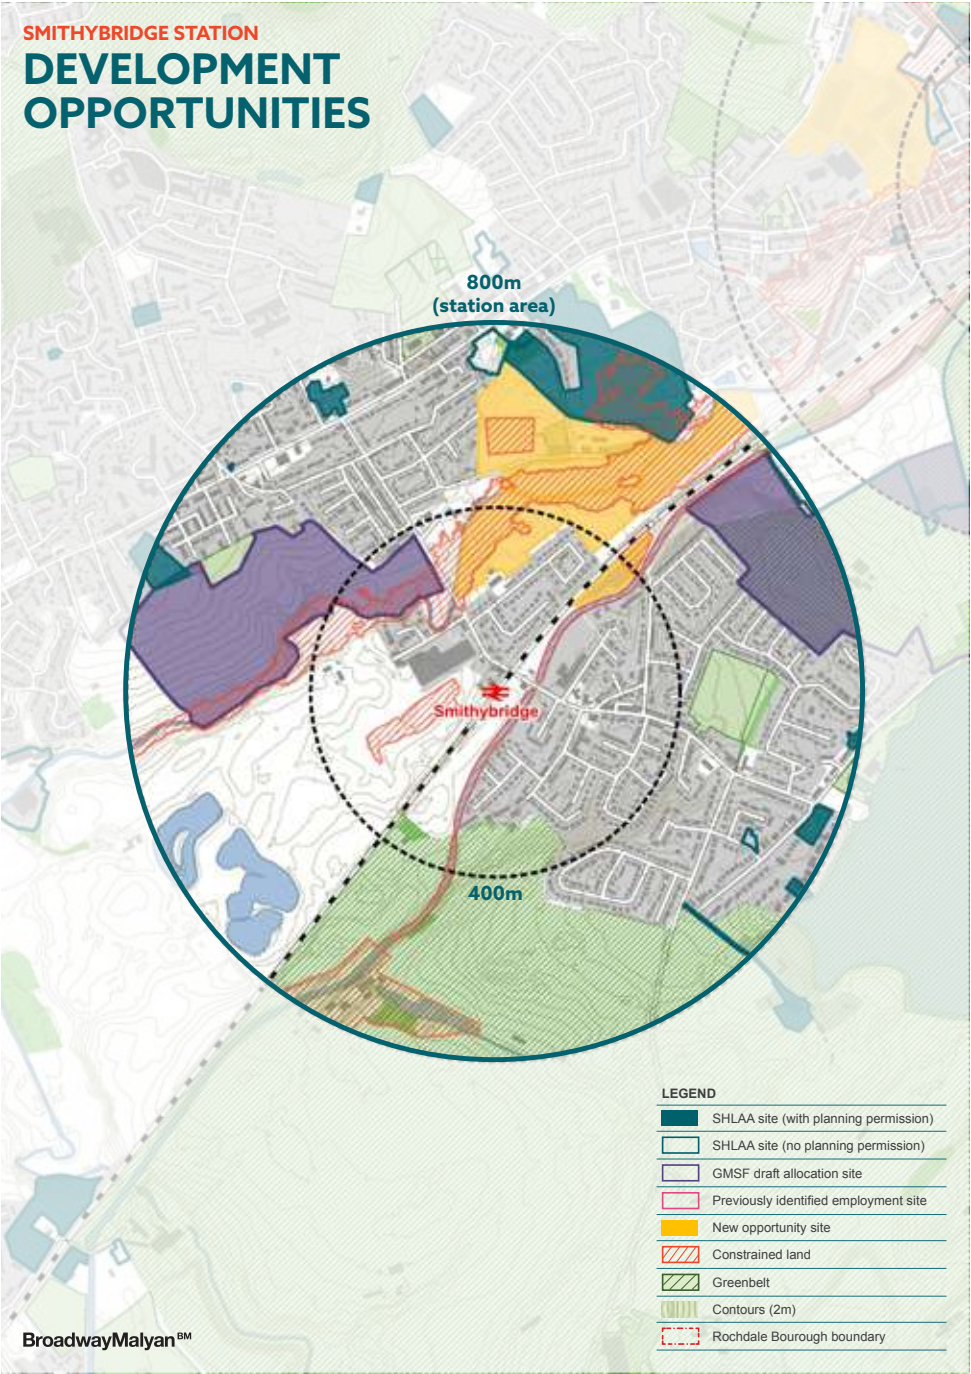 SMITHYBRIDGE STATION
DEVELOPMENT
OPPORTUNITIES
800m
(station area)
Smithybridge
400m
LEGEND
SHLAA site (with planning permission)
SHLAA site (no planning permission)
GMSF draft allocation site
Previously identified employment site
New opportunity site
Constrained land
Greenbelt
Contours (2m)
Rochdale Bourough boundary
BroadwayMalyan BM